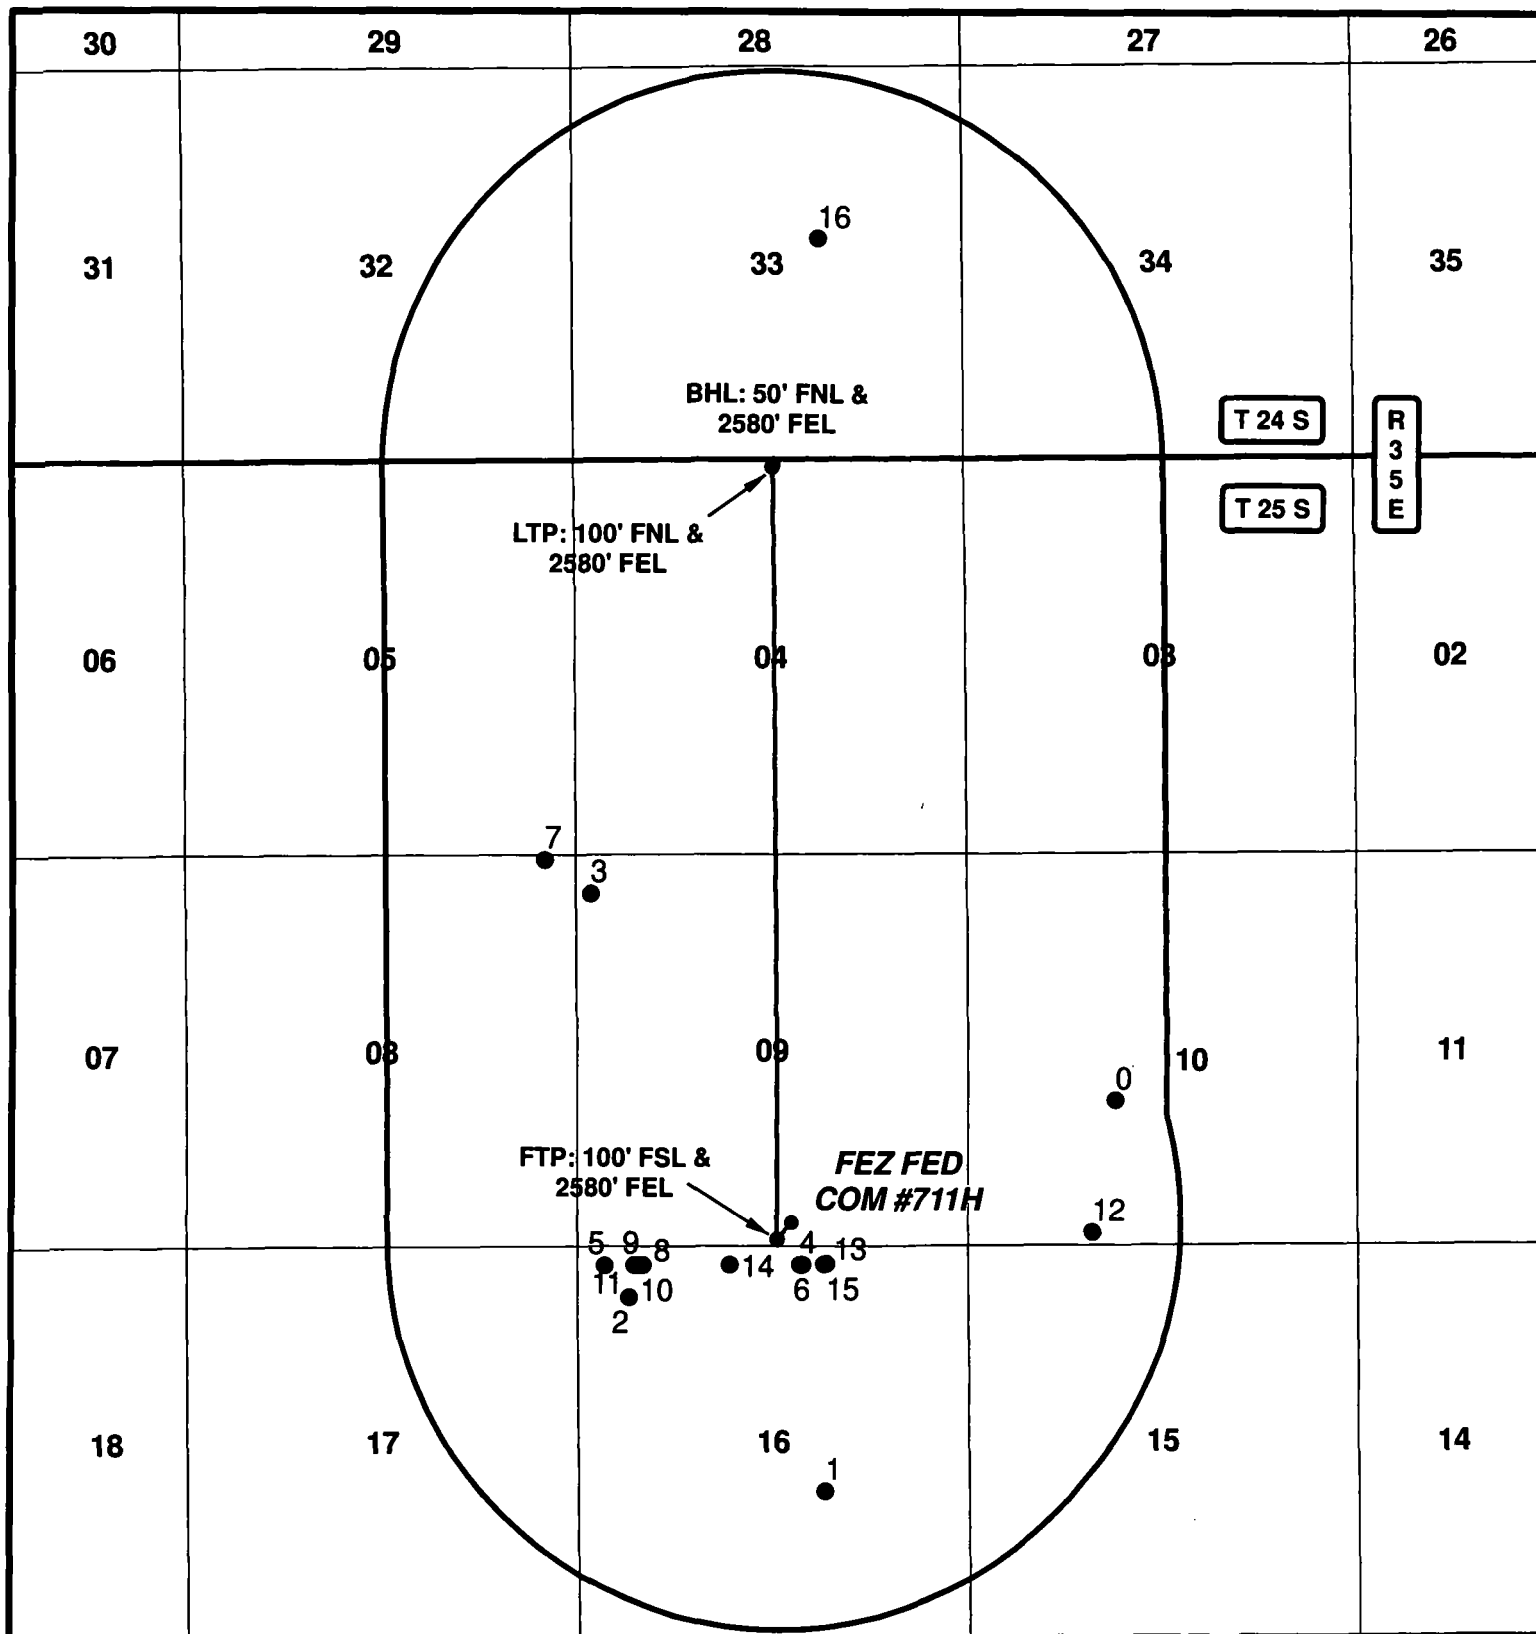 30 29 28 27 26
16
31 32 33 34 35
BHL: 50' FNL &
2580' FEL
T 24 S
R
3
5
E
T 25 S
LTP: 100' FNL &
2580' FEL
06 05 04 03 02
7
3
07 08 09 10 11
0
FTP: 100' FSL &
2580' FEL
FEZ FED
COM #711H
12
5 9 8 4 13
14
11 10 6 15
2
18 17 16 15 14
1